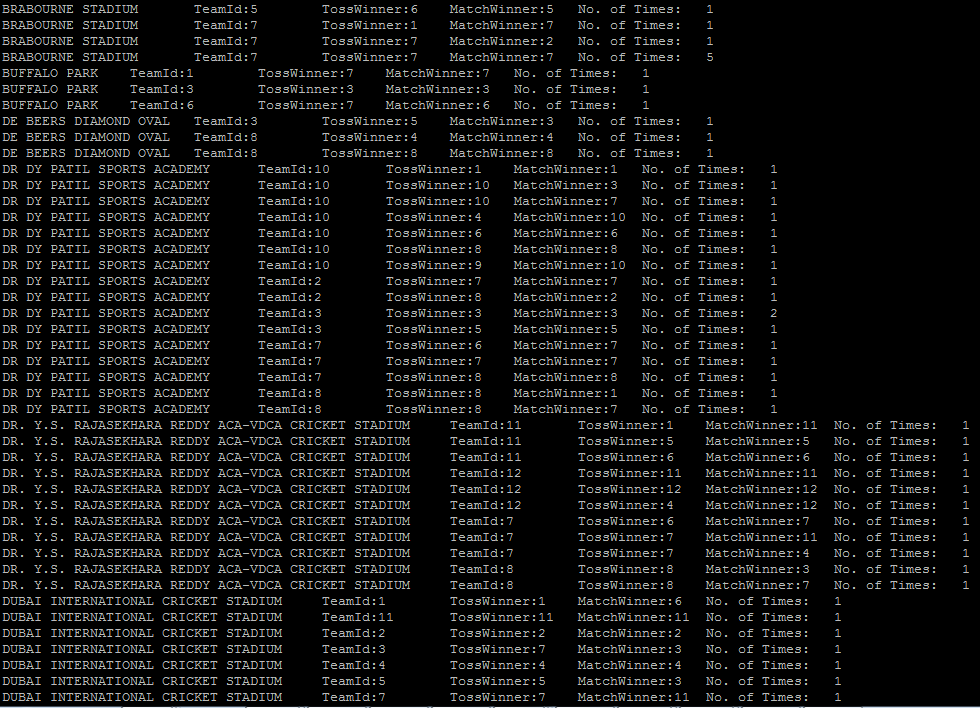 BRABOURNE STADIUM TeamId:5 TossWinner:6 MatchWinner:5 No. of Times: 1
BRABOURNE STADIUM TeamId:7 TossWinner:1 MatchWinner:7 No. of Times: 1
BRABOURNE STADIUM TeamId:7 TossWinner:7 MatchWinner:2 No. of Times: 1
BRABOURNE STADIUM TeamId:7 TossWinner:7 MatchWinner:7 No. of Times: 5
BUFFALO PARK TeamId:1 TossWinner:7 MatchWinner:7 No. of Times: 1
BUFFALO PARK TeamId:3 TossWinner:3 MatchWinner:3 No. of Times: 1
BUFFALO PARK TeamId:6 TossWinner:7 MatchWinner:6 No. of Times: 1
DE BEERS DIAMOND OVAL TeamId:3 TossWinner:5 MatchWinner:3 No. of Times: 1
DE BEERS DIAMOND OVAL TeamId:8 TossWinner:4 MatchWinner:4 No. of Times: 1
DE BEERS DIAMOND OVAL TeamId:8 TossWinner:8 MatchWinner:8 No. of Times: 1
DR DY PATIL SPORTS ACADEMY TeamId:10 TossWinner:1 MatchWinner:1 No. of Times: 1
DR DY PATIL SPORTS ACADEMY TeamId:10 TossWinner:10 MatchWinner:3 No. of Times: 1
DR DY PATIL SPORTS ACADEMY TeamId:10 TossWinner:10 MatchWinner:7 No. of Times: 1
DR DY PATIL SPORTS ACADEMY TeamId:10 TossWinner:4 MatchWinner:10 No. of Times: 1
DR DY PATIL SPORTS ACADEMY TeamId:10 TossWinner:6 MatchWinner:6 No. of Times: 1
DR DY PATIL SPORTS ACADEMY TeamId:10 TossWinner:8 MatchWinner:8 No. of Times: 1
DR DY PATIL SPORTS ACADEMY TeamId:10 TossWinner:9 MatchWinner:10 No. of Times: 1
DR DY PATIL SPORTS ACADEMY TeamId:2 TossWinner:7 MatchWinner:7 No. of Times: 1
DR DY PATIL SPORTS ACADEMY TeamId:2 TossWinner:8 MatchWinner:2 No. of Times: 1
DR DY PATIL SPORTS ACADEMY TeamId:3 TossWinner:3 MatchWinner:3 No. of Times: 2
DR DY PATIL SPORTS ACADEMY TeamId:3 TossWinner:5 MatchWinner:5 No. of Times: 1
DR DY PATIL SPORTS ACADEMY TeamId:7 TossWinner:6 MatchWinner:7 No. of Times: 1
DR DY PATIL SPORTS ACADEMY TeamId:7 TossWinner:7 MatchWinner:7 No. of Times: 1
DR DY PATIL SPORTS ACADEMY TeamId:7 TossWinner:8 MatchWinner:8 No. of Times: 1
DR DY PATIL SPORTS ACADEMY TeamId:8 TossWinner:8 MatchWinner:1 No. of Times: 1
DR DY PATIL SPORTS ACADEMY TeamId:8 TossWinner:8 MatchWinner:7 No. of Times: 1
DR. Y.S. RAJASEKHARA REDDY ACA-VDCA CRICKET STADIUM TeamId:11 TossWinner:1 MatchWinner:11 No. of Times: 1
DR. Y.S. RAJASEKHARA REDDY ACA-VDCA CRICKET STADIUM TeamId:11 TossWinner:5 MatchWinner:5 No. of Times: 1
DR. Y.S. RAJASEKHARA REDDY ACA-VDCA CRICKET STADIUM TeamId:11 TossWinner:6 MatchWinner:6 No. of Times: 1
DR. Y.S. RAJASEKHARA REDDY ACA-VDCA CRICKET STADIUM TeamId:12 TossWinner:11 MatchWinner:11 No. of Times: 1
DR. Y.S. RAJASEKHARA REDDY ACA-VDCA CRICKET STADIUM TeamId:12 TossWinner:12 MatchWinner:12 No. of Times: 1
DR. Y.S. RAJASEKHARA REDDY ACA-VDCA CRICKET STADIUM TeamId:12 TossWinner:4 MatchWinner:12 No. of Times: 1
DR. Y.S. RAJASEKHARA REDDY ACA-VDCA CRICKET STADIUM TeamId:7 TossWinner:6 MatchWinner:7 No. of Times: 1
DR. Y.S. RAJASEKHARA REDDY ACA-VDCA CRICKET STADIUM TeamId:7 TossWinner:7 MatchWinner:11 No. of Times: 1
DR. Y.S. RAJASEKHARA REDDY ACA-VDCA CRICKET STADIUM TeamId:7 TossWinner:7 MatchWinner:4 No. of Times: 1
DR. Y.S. RAJASEKHARA REDDY ACA-VDCA CRICKET STADIUM TeamId:8 TossWinner:8 MatchWinner:3 No. of Times: 1
DR. Y.S. RAJASEKHARA REDDY ACA-VDCA CRICKET STADIUM TeamId:8 TossWinner:8 MatchWinner:7 No. of Times: 1
DUBAI INTERNATIONAL CRICKET STADIUM TeamId:1 TossWinner:1 MatchWinner:6 No. of Times: 1
DUBAI INTERNATIONAL CRICKET STADIUM TeamId:11 TossWinner:11 MatchWinner:11 No. of Times: 1
DUBAI INTERNATIONAL CRICKET STADIUM TeamId:2 TossWinner:2 MatchWinner:2 No. of Times: 1
DUBAI INTERNATIONAL CRICKET STADIUM TeamId:3 TossWinner:7 MatchWinner:3 No. of Times: 1
DUBAI INTERNATIONAL CRICKET STADIUM TeamId:4 TossWinner:4 MatchWinner:4 No. of Times: 1
DUBAI INTERNATIONAL CRICKET STADIUM TeamId:5 TossWinner:5 MatchWinner:3 No. of Times: 1
DUBAI INTERNATIONAL CRICKET STADIUM TeamId:7 TossWinner:7 MatchWinner:11 No. of Times: 1